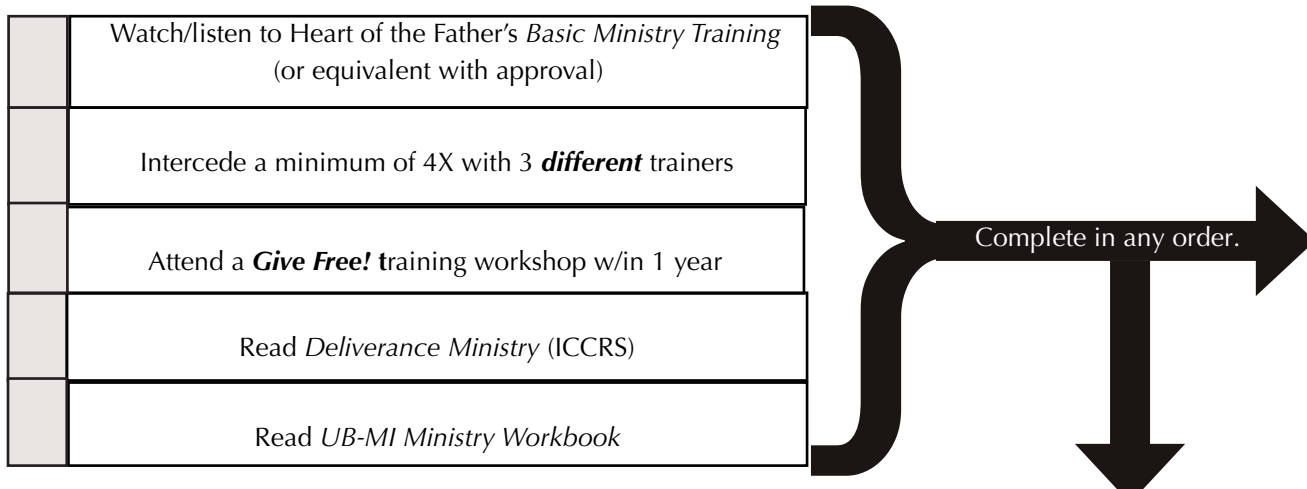 Watch/listen to Heart of the Father’s Basic Ministry Training
(or equivalent with approval)
Intercede a minimum of 4X with 3 different trainers
Attend a Give Free! training workshop w/in 1 year
Read Deliverance Ministry (ICCRS)
Read UB-MI Ministry Workbook
Complete in any order.